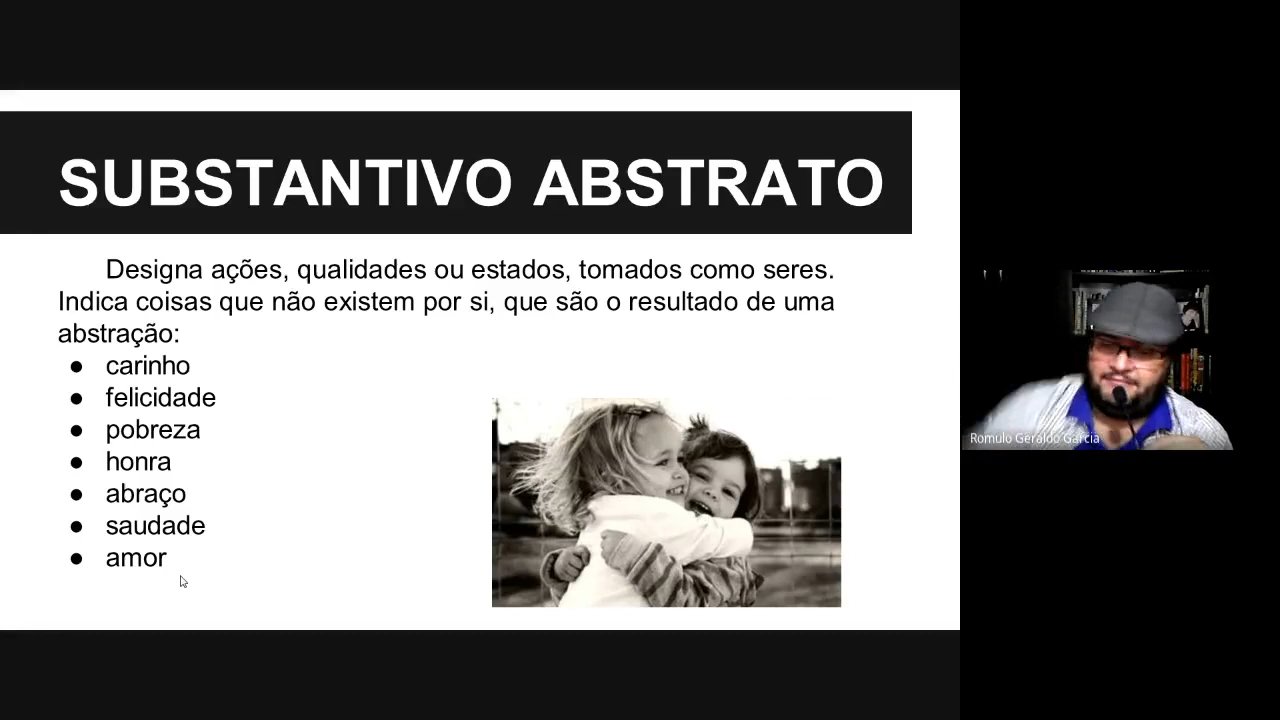 SUBSTANTIVO ABSTRATO
Designa ações, qualidades ou estados, tomados como seres.
Indica coisas que não existem por si, que são o resultado de uma
abstração:
● carinho
● felicidade
● pobreza
● honra
● abraço
● saudade
● amor
Romulo Geraldo Garcia